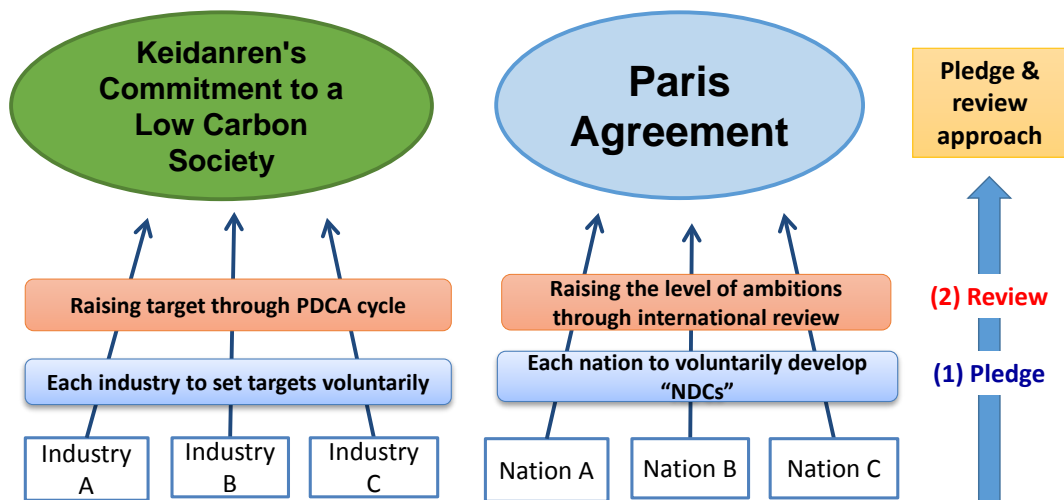 Keidanren's
Commitment to a
Low Carbon
Society
Paris
Agreement
Pledge &
review
approach
Raising target through PDCA cycle
Raising the level of ambitions
through international review
(2) Review
Each industry to set targets voluntarily
Each nation to voluntarily develop
“NDCs”
(1) Pledge
Industry
A
Industry
B
Industry
C
Nation A
Nation B
Nation C